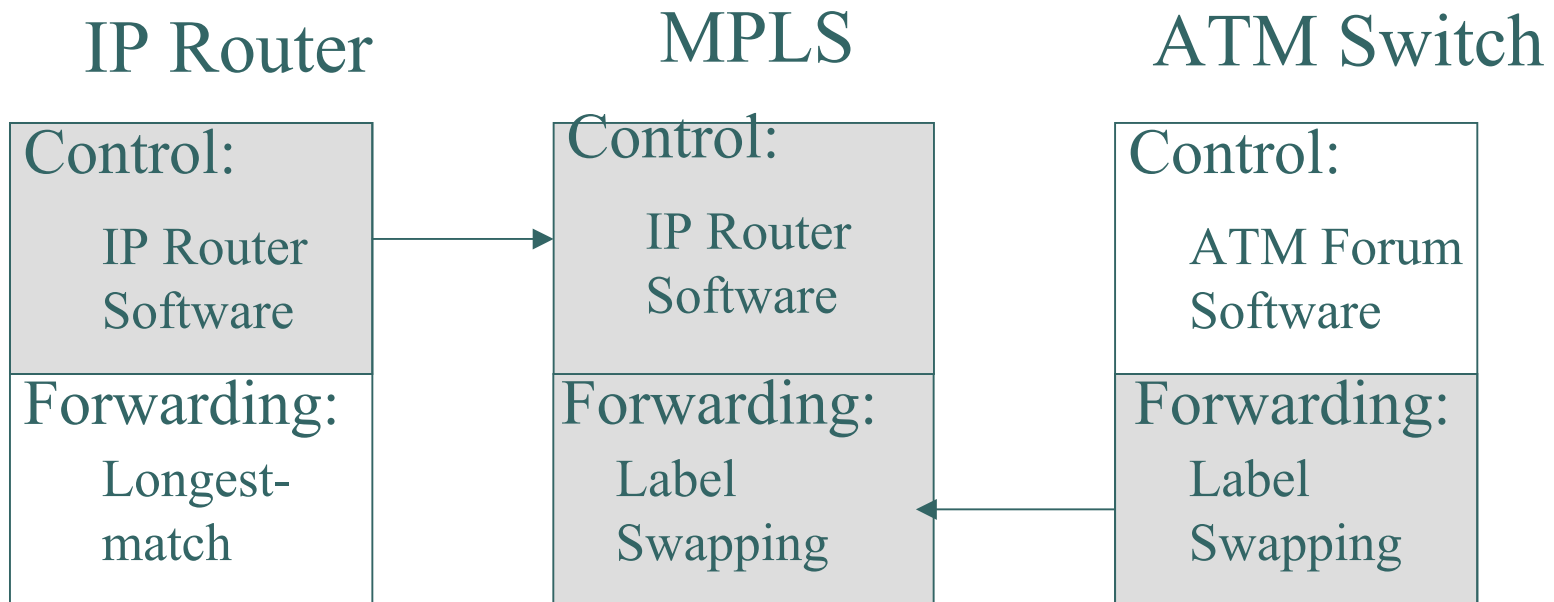 IP Router
Control:
IP Router
Software
Forwarding:
Longest-
match
MPLS
Control:
IP Router
Software
Forwarding:
Label
Swapping
ATM Switch
Control:
ATM Forum
Software
Forwarding:
Label
Swapping